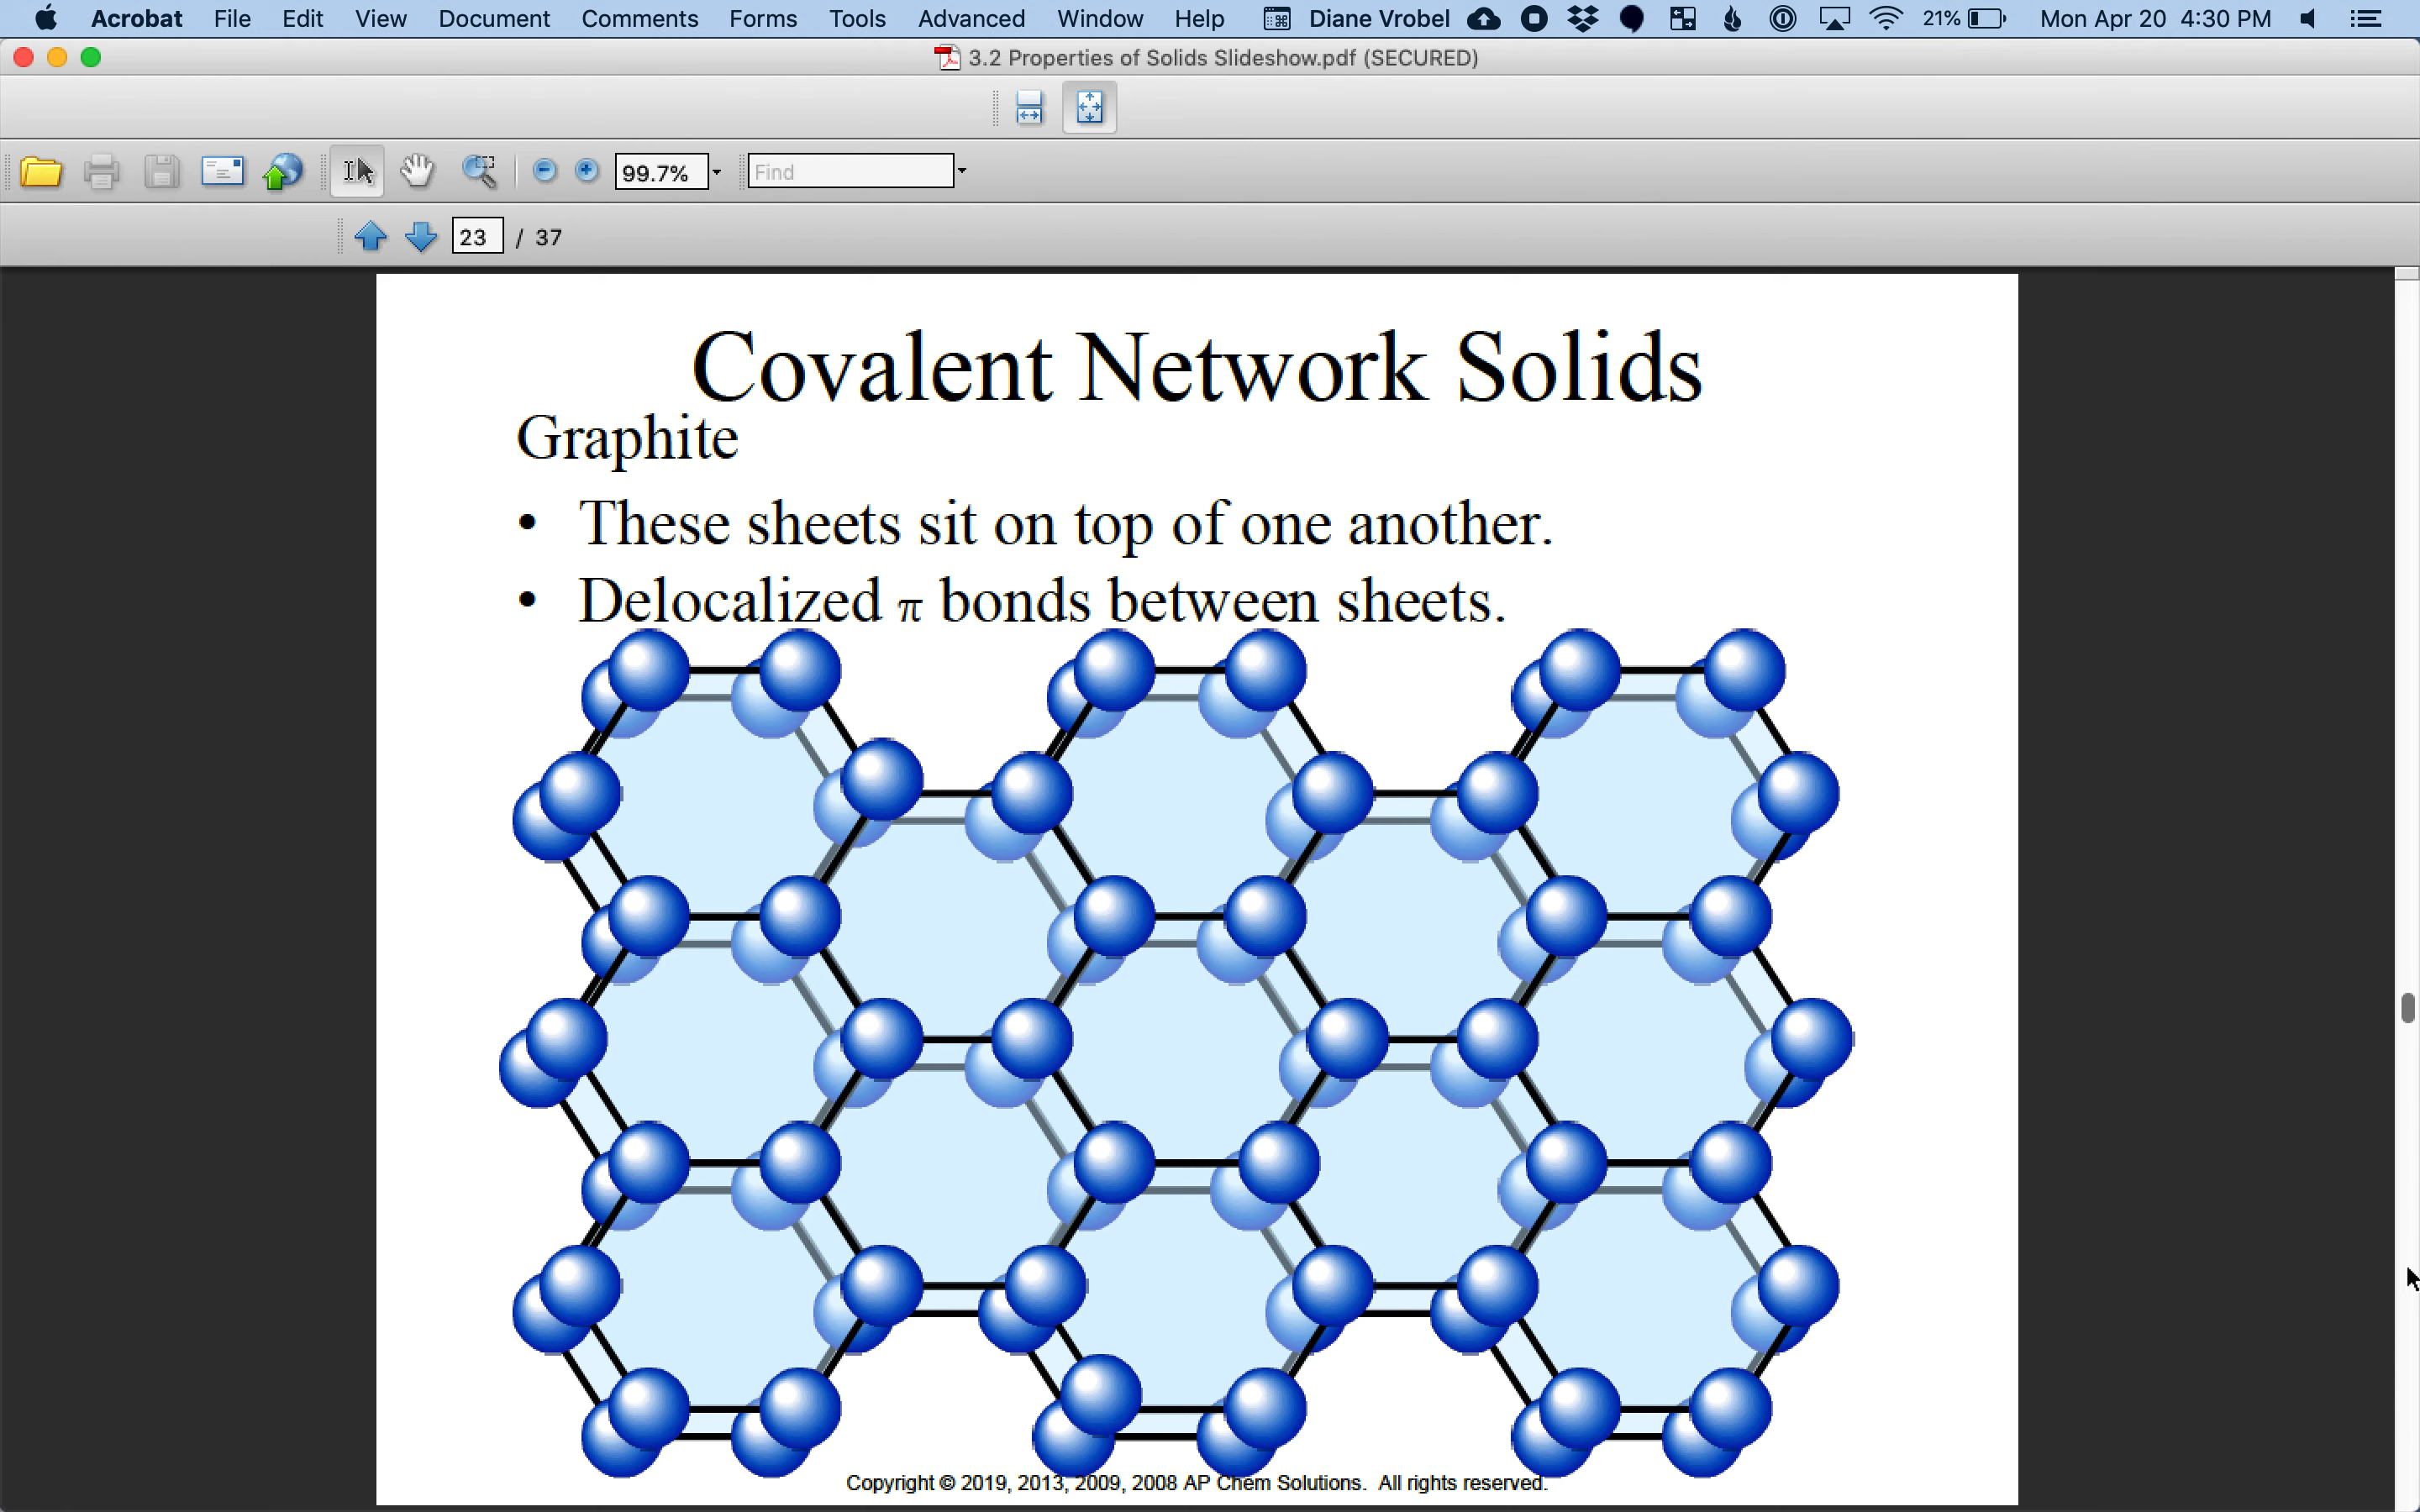 Acrobat File Edit View Document Comments Forms Tools Advanced Window Help Diane Vrobel 21% Mon Apr 20 4:30 PM
3.2 Properties of Solids Slideshow.pdf (SECURED)
99.7% Find
23 / 37
Covalent Network Solids
Graphite
• These sheets sit on top of one another.
• Delocalized π bonds between sheets.
Copyright © 2019, 2013, 2009, 2008 AP Chem Solutions. All rights reserved.